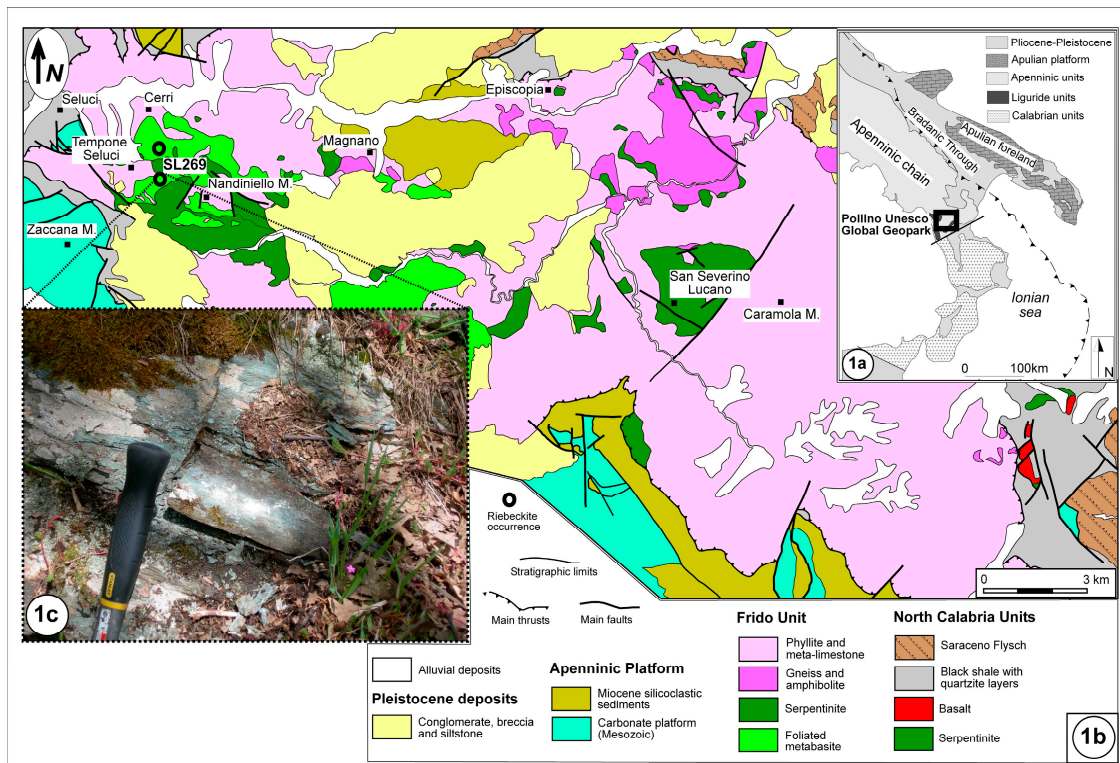 N
Seluci
Cerri
Episcopia
Tempone
Seluci
SL269
Magnano
Nandiniello M.
Zaccana M.
San Severino
Lucano
Caramola M.
Pliocene-Pleistocene
Apulian platform
Apenninic units
Liguride units
Calabrian units
Bradanic Through
Apulian foreland
Apenninic chain
Pollino Unesco
Global Geopark
Ionian
sea
1a
0 100km
N
1c
Riebeckite
occurrence
Stratigraphic limits
Main thrusts
Main faults
0 3 km
Alluvial deposits
Pleistocene deposits
Conglomerate, breccia
and siltstone
Apenninic Platform
Miocene silicoclastic
sediments
Carbonate platform
(Mesozoic)
Frido Unit
Phyllite and
meta-limestone
Gneiss and
amphibolite
Serpentinite
Foliated
metabasite
North Calabria Units
Saraceno Flysch
Black shale with
quartzite layers
Basalt
Serpentinite
1b